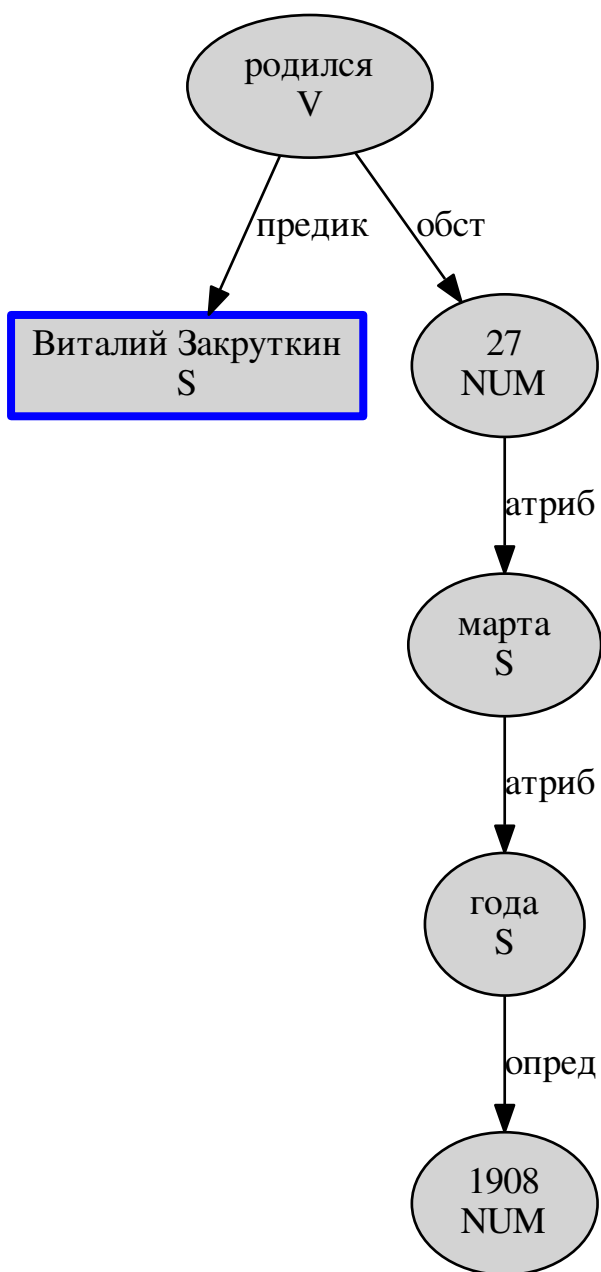 родился
V
предик
обст
Виталий Закруткин
S
27
NUM
атриб
марта
S
атриб
года
S
опред
1908
NUM